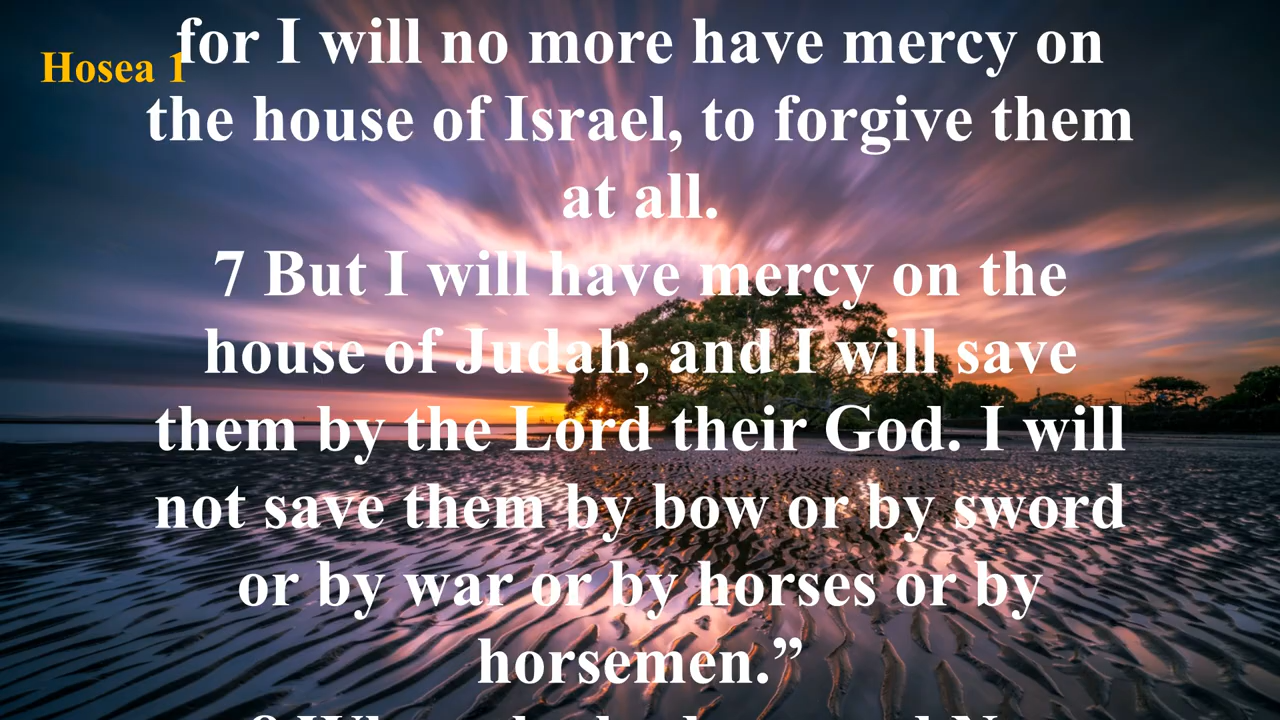 Hosea 1
for I will no more have mercy on
the house of Israel, to forgive them
at all.
7 But I will have mercy on the
house of Judah, and I will save
them by the Lord their God. I will
not save them by bow or by sword
or by war or by horses or by
horsemen.”